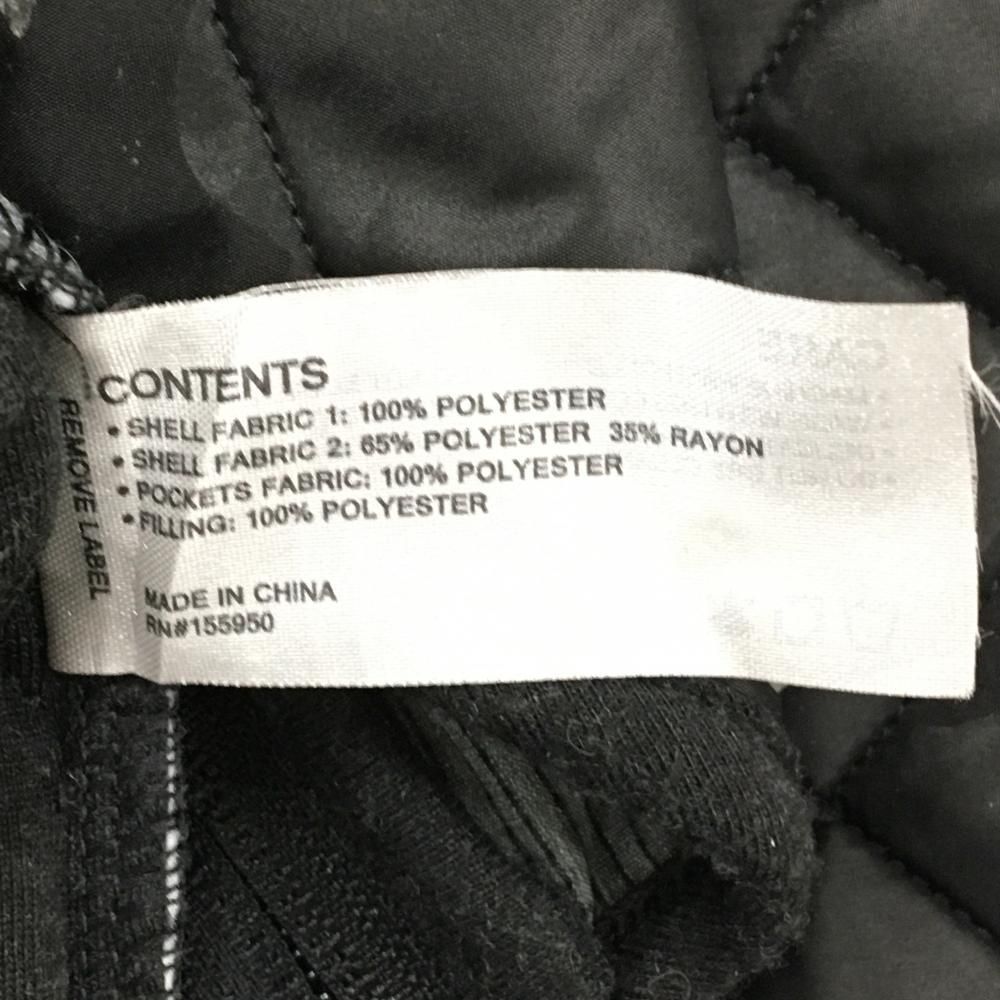 CONTENTS
• SHELL FABRIC 1: 100% POLYESTER
• SHELL FABRIC 2: 65% POLYESTER 35% RAYON
• POCKETS FABRIC: 100% POLYESTER
• FILLING: 100% POLYESTER
MADE IN CHINA
RN#155950
REMOVE LABEL